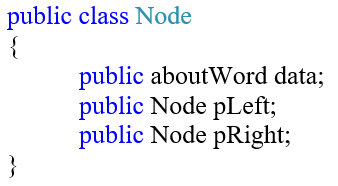 public class Node
{
public aboutWord data;
public Node pLeft;
public Node pRight;
}